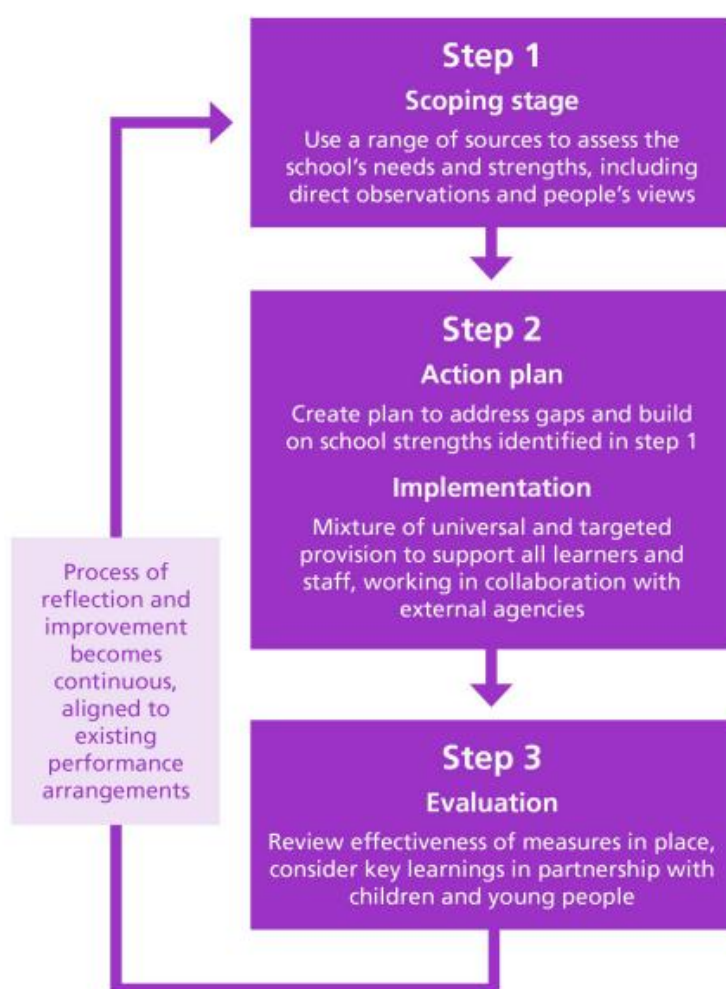 Step 1
Scoping stage
Use a range of sources to assess the
school's needs and strengths, including
direct observations and people's views
Step 2
Action plan
Create plan to address gaps and build
on school strengths identified in step 1
Implementation
Mixture of universal and targeted
provision to support all learners and
staff, working in collaboration with
external agencies
Step 3
Evaluation
Review effectiveness of measures in place,
consider key learnings in partnership with
children and young people
Process of
reflection and
improvement
becomes
continuous,
aligned to
existing
performance
arrangements